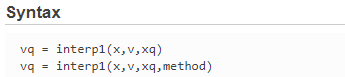 Syntax
vq = interp1(x,v,xq)
vq = interp1(x,v,xq,method)